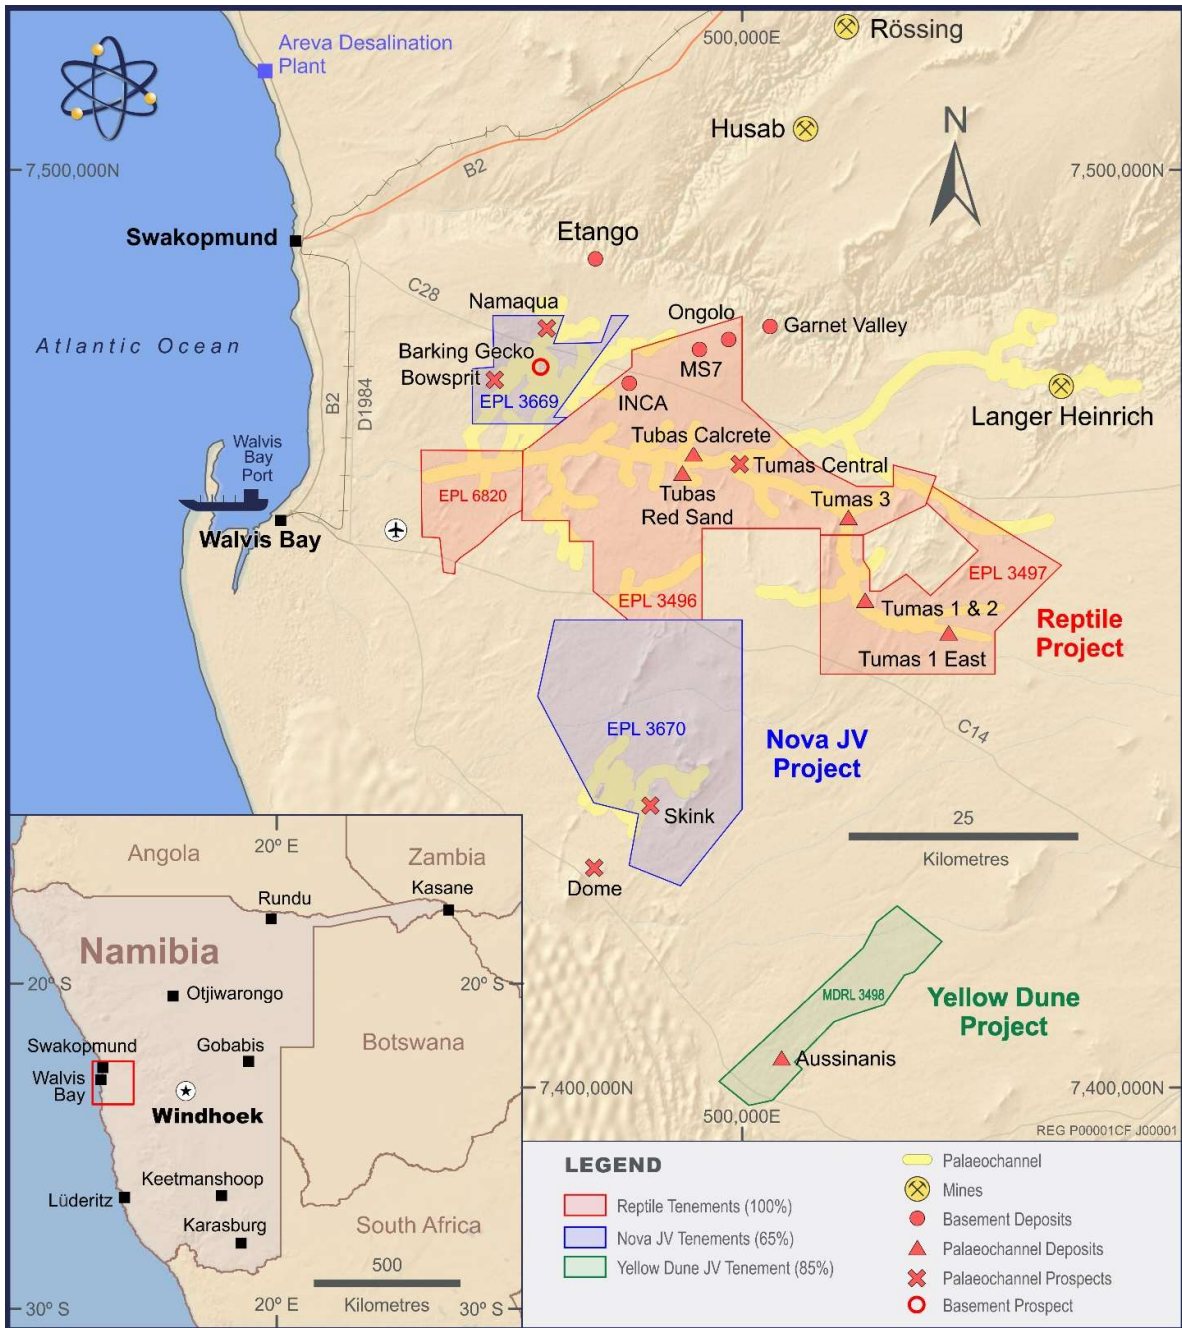 Areva Desalination
Plant
500,000E
Rössing
Husab
N
7,500,000N
7,500,000N
B2
Swakopmund
Etango
C28
Namaqua
Ongolo
Garnet Valley
Atlantic Ocean
Barking Gecko
MS7
Bowsprit
B2
D1984
EPL 3669
INCA
Langer Heinrich
Walvis
Bay
Port
Tubas Calcrete
Tumas Central
EPL 6820
Tubas
Red Sand
Tumas 3
Walvis Bay
EPL 3497
EPL 3496
Tumas 1 & 2
Reptile
Project
Tumas 1 East
EPL 3670
Nova JV
Project
C14
Skink
25
Kilometres
Dome
MDRL 3498
Yellow Dune
Project
Aussinanis
7,400,000N
7,400,000N
500,000E
REG P00001CF J00001
Angola
20° E
Zambia
Kasane
Rundu
Namibia
20° S
20° S
Otjiwarongo
Swakopmund
Gobabis
Botswana
Walvis
Bay
Windhoek
Keetmanshoop
Lüderitz
Karasburg
South Africa
500
Kilometres
30° S
20° E
30° S
LEGEND
Reptile Tenements (100%)
Nova JV Tenements (65%)
Yellow Dune JV Tenement (85%)
Palaeochannel
Mines
Basement Deposits
Palaeochannel Deposits
Palaeochannel Prospects
Basement Prospect